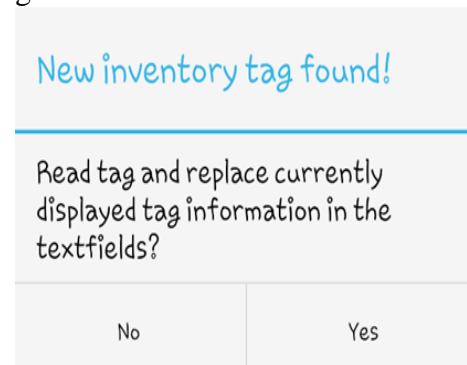 New inventory tag found!
Read tag and replace currently
displayed tag information in the
textfields?
No Yes